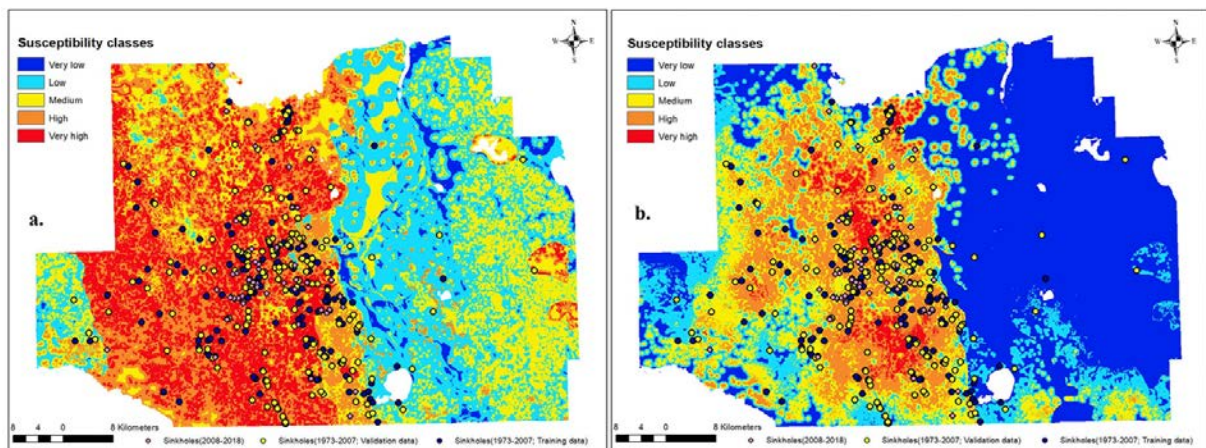 Susceptibility classes
Very low
Low
Medium
High
Very high
N
W E
S
a.
8 4 0 8 Kilometers
Sinkholes(2008-2018) Sinkholes(1973-2007; Validation data) Sinkholes(1973-2007; Training data)
Susceptibility classes
Very low
Low
Medium
High
Very high
N
W E
S
b.
8 4 0 8 Kilometers
Sinkholes(2008-2018) Sinkholes(1973-2007; Validation data) Sinkholes(1973-2007; Training data)